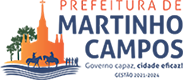 PREFEITURA DE
MARTINHO
CAMPOS
Governo capaz, cidade eficaz!
GESTÃO 2021-2024